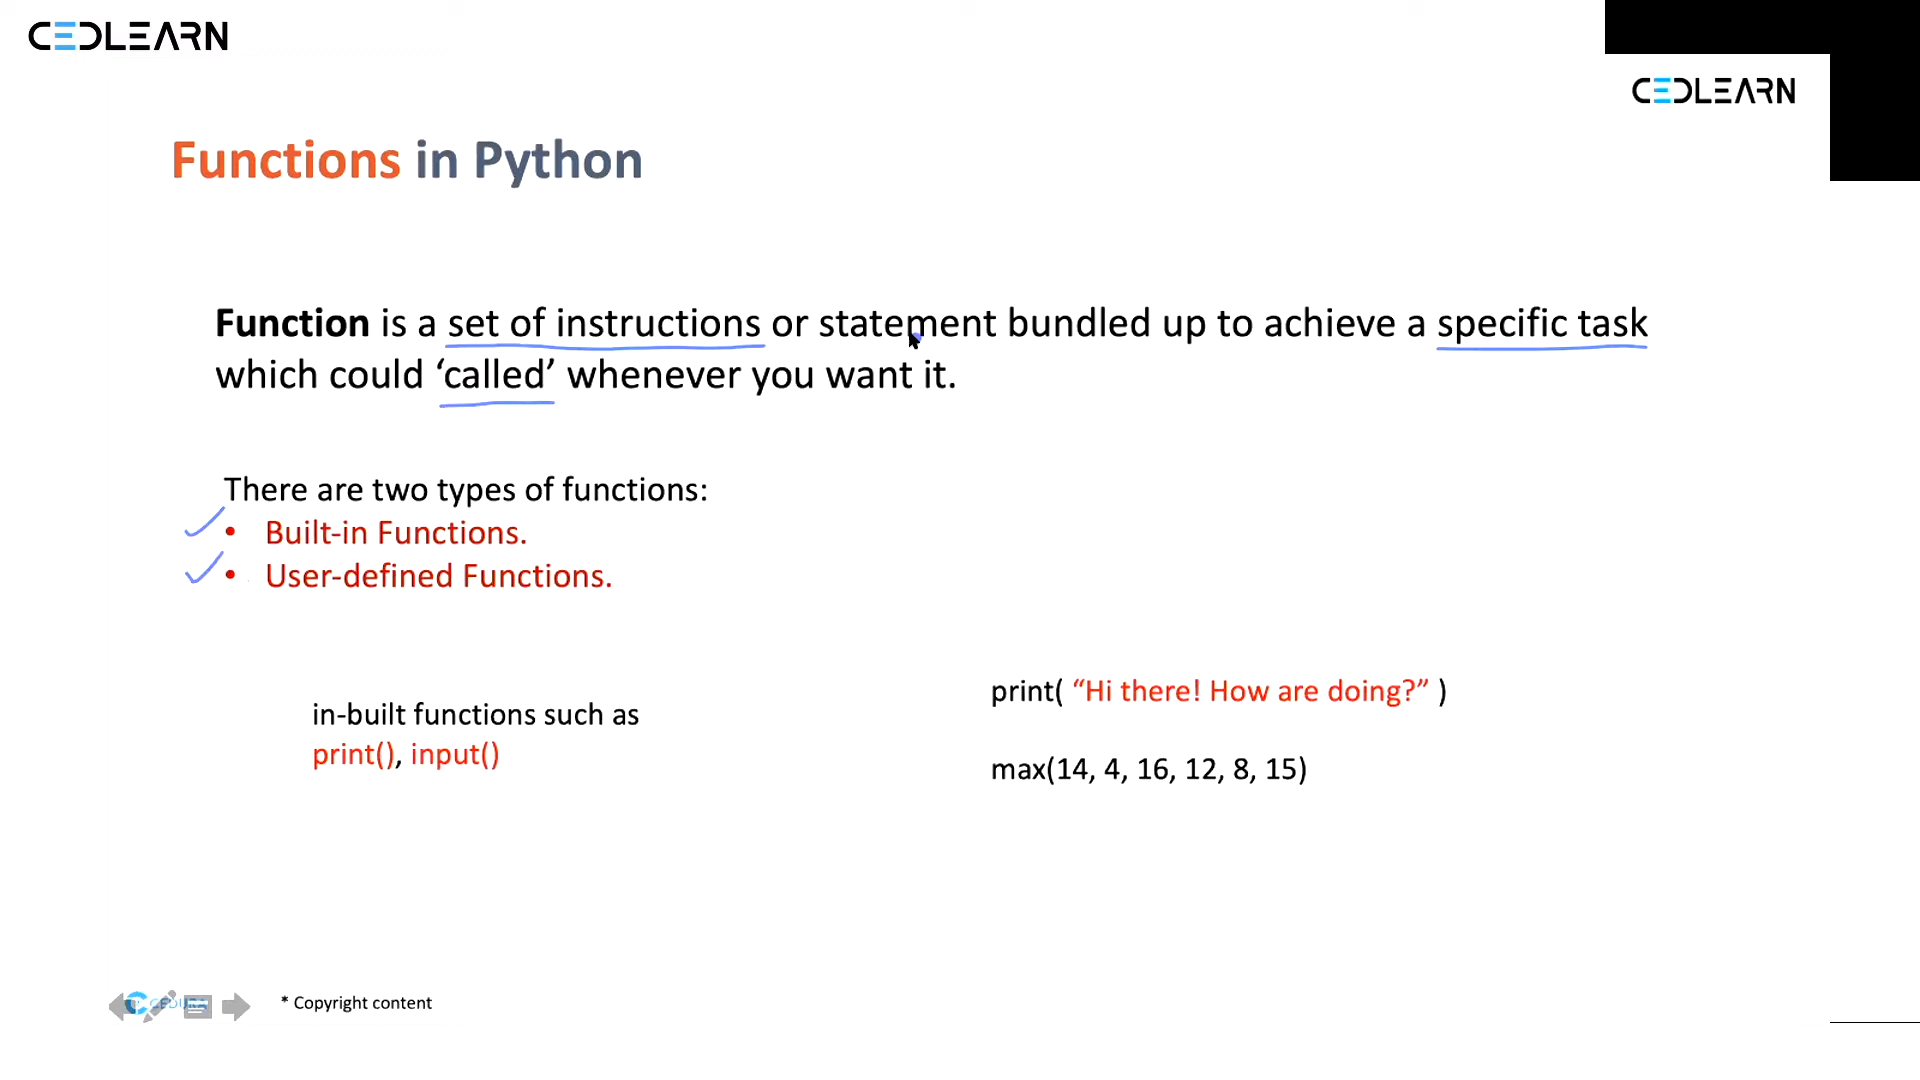 CEDLEARN
CEDLEARN
Functions in Python
Function is a set of instructions or statement bundled up to achieve a specific task
which could ‘called’ whenever you want it.
There are two types of functions:
• Built-in Functions.
• User-defined Functions.
in-built functions such as
print(), input()
print( “Hi there! How are doing?” )
max(14, 4, 16, 12, 8, 15)
* Copyright content